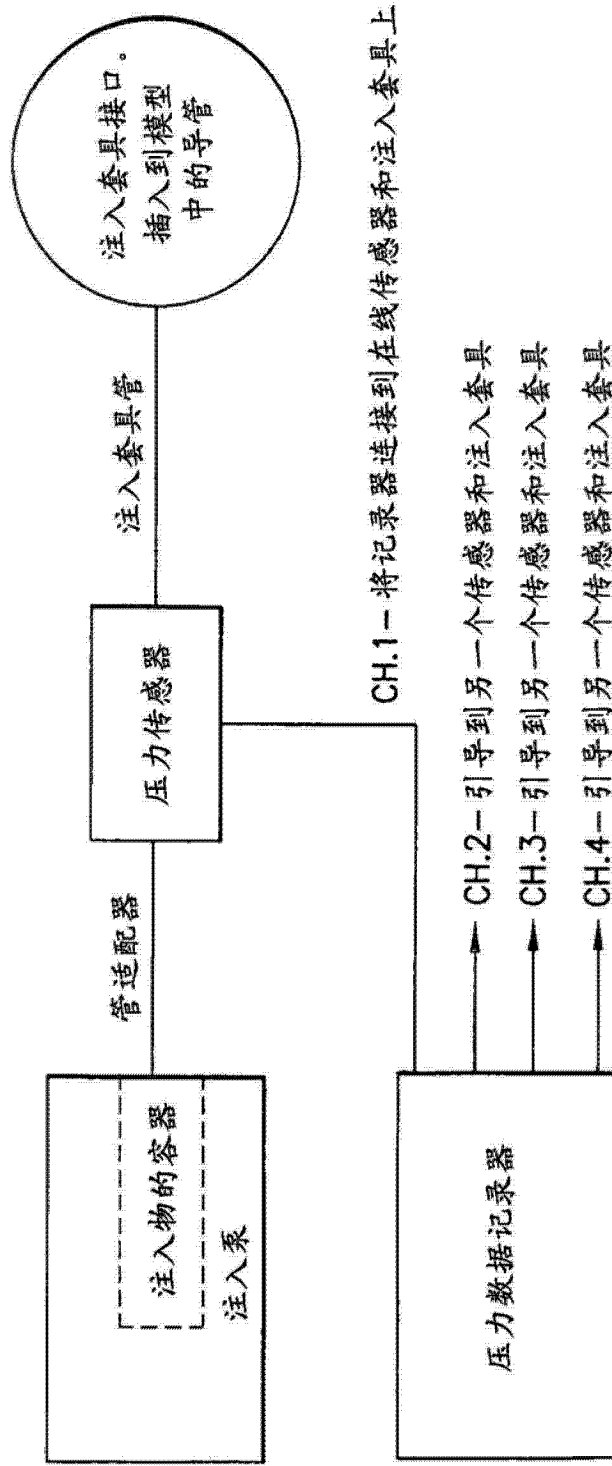 注入物的容器
注入泵
管适配器
压力传感器
注入套具管
注入套具接口。
插入到模型
中的导管
压力数据记录器
CH.1-将记录器连接到在线传感器和注入套具上
CH.2-引导到另一个传感器和注入套具
CH.3-引导到另一个传感器和注入套具
CH.4-引导到另一个传感器和注入套具